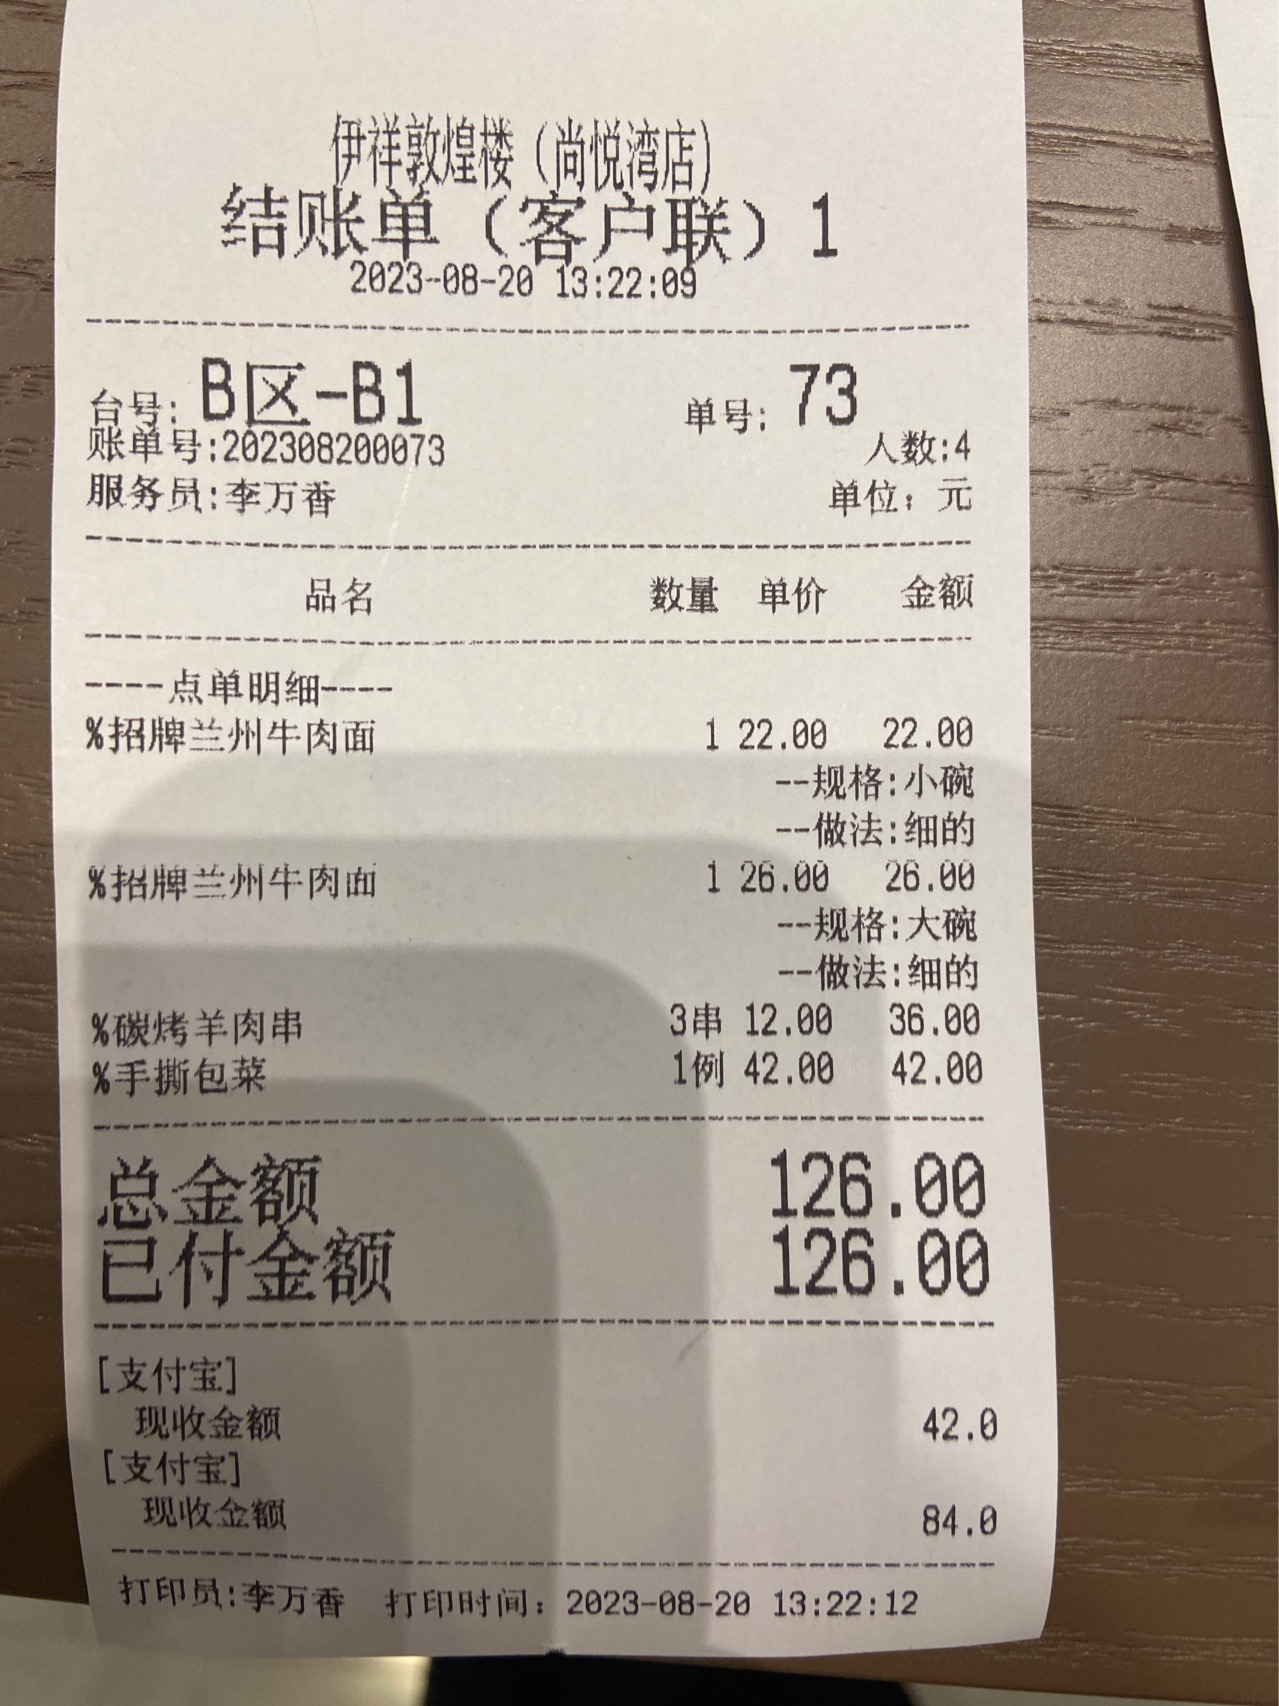 伊祥敦煌楼（尚悦湾店）
结账单（客户联）1
2023-08-20 13:22:09
台号: B区-B1 单号: 73
账单号:202308200073 人数:4
服务员:李万香 单位: 元
品名 数量 单价 金额
----点单明细----
%招牌兰州牛肉面 1 22.00 22.00
--规格:小碗
--做法:细的
%招牌兰州牛肉面 1 26.00 26.00
--规格:大碗
--做法:细的
%碳烤羊肉串 3串 12.00 36.00
%手撕包菜 1例 42.00 42.00
总金额 126.00
已付金额 126.00
[支付宝]
现收金额 42.0
[支付宝]
现收金额 84.0
打印员:李万香 打印时间: 2023-08-20 13:22:12